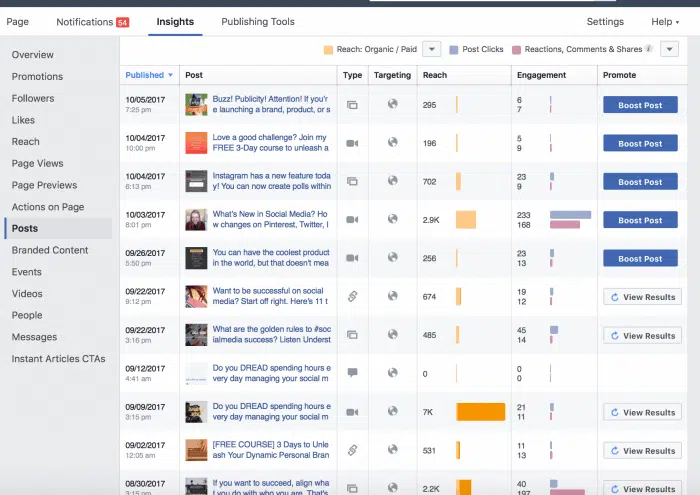 Page Notifications 54 Insights Publishing Tools Settings Help
Overview
Promotions
Followers
Likes
Reach
Page Views
Page Previews
Actions on Page
Posts
Branded Content
Events
Videos
People
Messages
Instant Articles CTAs
Reach: Organic / Paid Post Clicks Reactions, Comments & Shares i
Published Post Type Targeting Reach Engagement Promote
10/05/2017
7:25 pm
Buzz! Publicity! Attention! If you'r
e launching a brand, product, or s
295
6
7
Boost Post
10/04/2017
10:00 pm
Love a good challenge? Join my
FREE 3-Day course to unleash a
196
5
9
Boost Post
10/04/2017
6:13 pm
Instagram has a new feature toda
y! You can now create polls within
702
23
9
Boost Post
10/03/2017
8:01 pm
What's New in Social Media? Ho
w changes on Pinterest, Twitter, I
2.9K
233
168
Boost Post
09/26/2017
5:50 pm
You can have the coolest product
in the world, but that doesn't mea
256
23
13
Boost Post
09/22/2017
9:12 pm
Want to be successful on social
media? Start off right. Here's 11 t
674
19
12
View Results
09/22/2017
3:16 pm
What are the golden rules to #soc
ialmedia success? Listen Underst
485
45
14
View Results
09/12/2017
4:41 am
Do you DREAD spending hours e
very day managing your social m
0
0
0
09/09/2017
3:15 pm
Do you DREAD spending hours e
very day managing your social m
7K
21
11
View Results
09/02/2017
12:05 am
[FREE COURSE] 3 Days to Unle
ash Your Dynamic Personal Bran
531
11
13
View Results
08/30/2017
3:15 pm
If you want to succeed, align wha
t you do with who you are. That's
2.2K
40
197
View Results